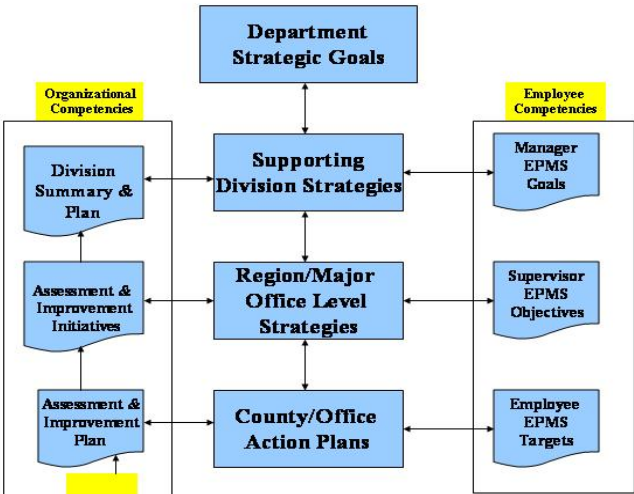 Department
Strategic Goals
Organizational
Competencies
Employee
Competencies
Division
Summary &
Plan
Supporting
Division Strategies
Manager
EPMS
Goals
Assessment &
Improvement
Initiatives
Region/Major
Office Level
Strategies
Supervisor
EPMS
Objectives
Assessment &
Improvement
Plan
County/Office
Action Plans
Employee
EPMS
Targets